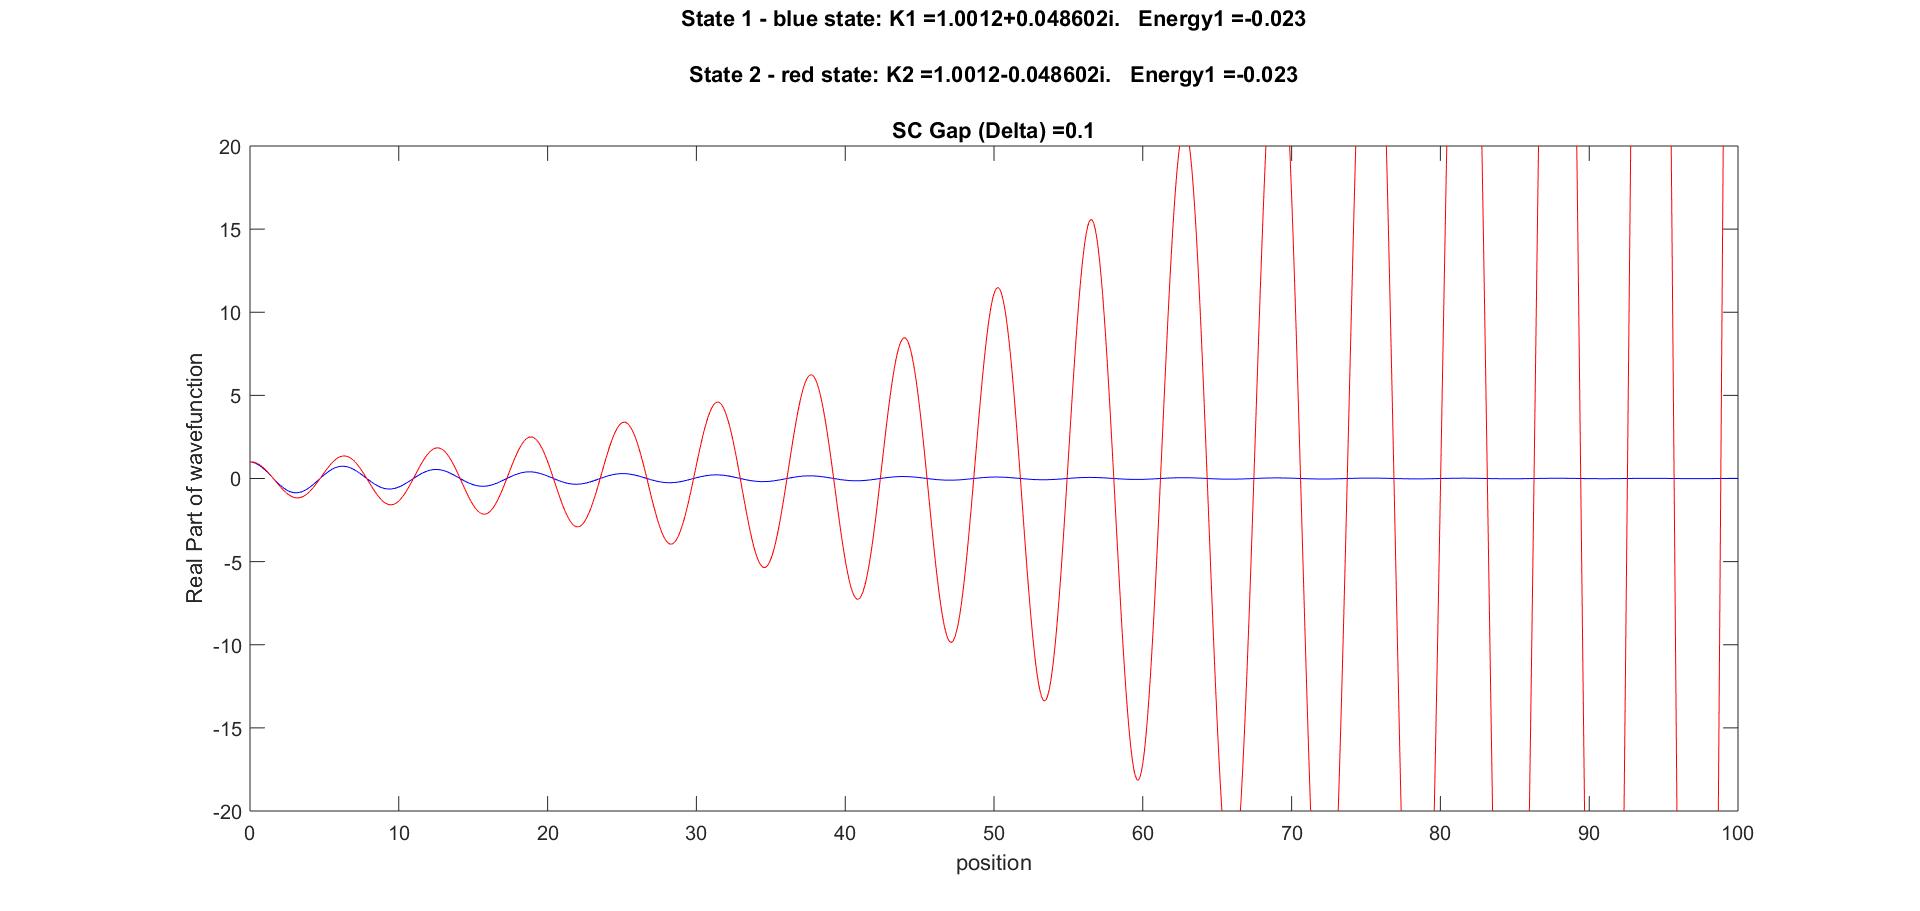 State 1 - blue state: K1 =1.0012+0.048602i.   Energy1 =-0.023
State 2 - red state: K2 =1.0012-0.048602i.   Energy1 =-0.023
SC Gap (Delta) =0.1
20
15
10
5
0
-5
-10
-15
-20
Real Part of wavefunction
0 10 20 30 40 50 60 70 80 90 100
position